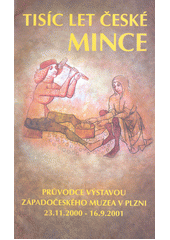 TISÍC LET ČESKÉ
MINCE
PRŮVODCE VÝSTAVOU
ZÁPADOČESKÉHO MUZEA V PLZNI
23.11.2000 - 16.9.2001